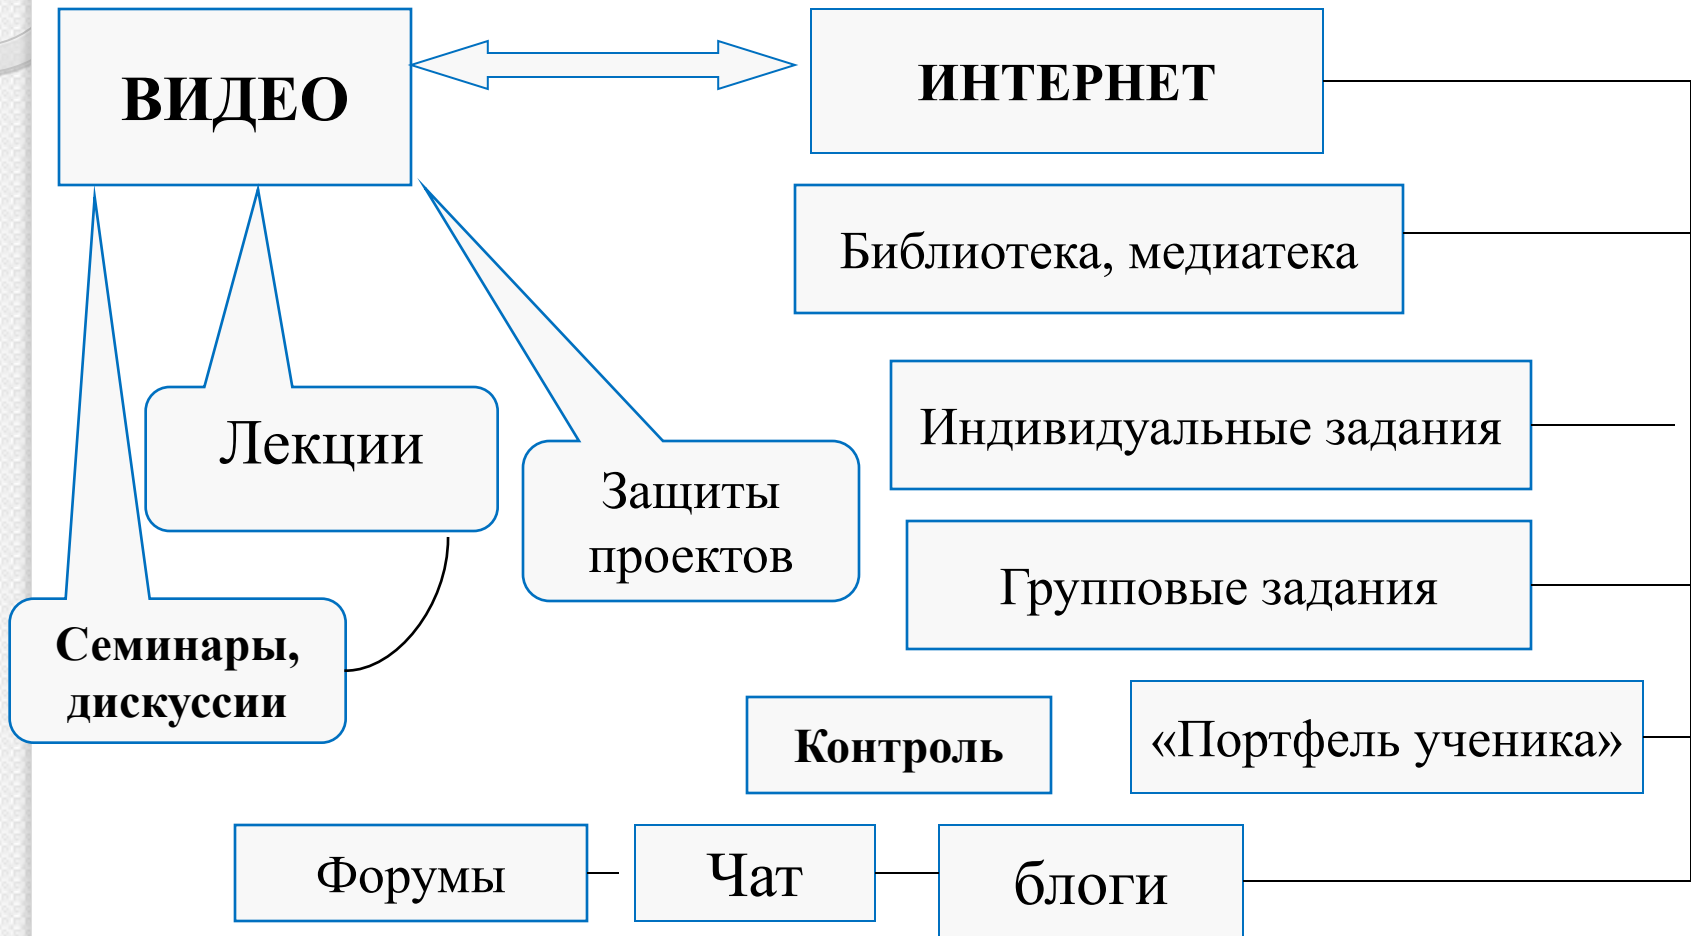 ВИДЕО
ИНТЕРНЕТ
Библиотека, медиатека
Индивидуальные задания
Лекции
Защиты
проектов
Групповые задания
Семинары,
дискуссии
Контроль
«Портфель ученика»
Форумы
Чат
блоги